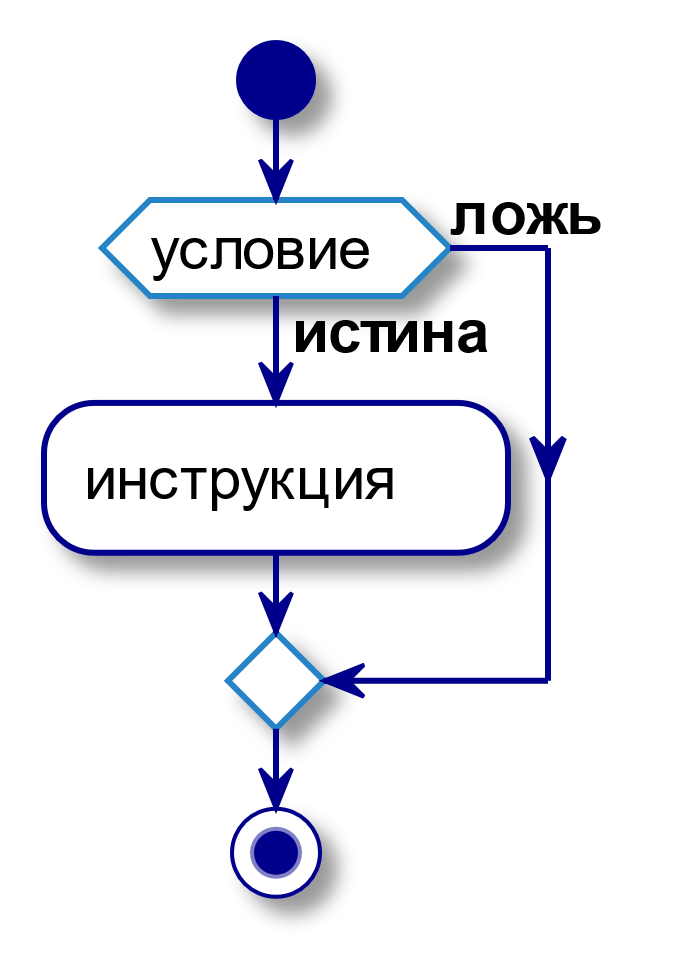 ложь
условие
истина
инструкция